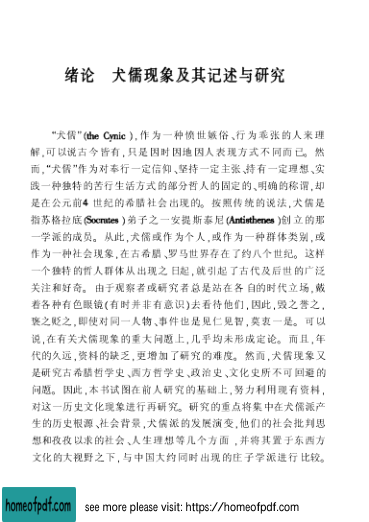 绪论 犬儒现象及其记述与研究
“犬儒”(the Cynic ),作为一种愤世嫉俗、行为乖张的人来理
解,可以说古今皆有,只是因时因地因人表现方式不同而已。然
而,“犬儒”作为对奉行一定信仰、坚持一定主张、持有一定理想、实
践一种独特的苦行生活方式的部分哲人的固定的、明确的称谓,却
是在公元前4 世纪的希腊社会出现的。按照传统的说法,犬儒是
指苏格拉底(Socrates )弟子之一安提斯泰尼(Antisthenes )创立的那
一学派的成员。从此,犬儒或作为个人,或作为一种群体类别,或
作为一种社会现象,在古希腊、罗马世界存在了约八个世纪。这样
一个独特的哲人群体从出现之日起,就引起了古代及后世的广泛
关注和好奇。由于观察者或研究者总是站在各自的时代立场,戴
着各种有色眼镜(有时并非有意识)去看待他们,因此,毁之誉之,
褒之贬之,即使对同一人物、事件也是见仁见智,莫衷一是。可以
说,在有关犬儒现象的重大问题上,几乎均未形成定论。而且,年
代的久远,资料的缺乏,更增加了研究的难度。然而,犬儒现象又
是研究古希腊哲学史、西方哲学史、政治史、文化史所不可回避的
问题。因此,本书试图在前人研究的基础上,努力利用现有资料,
对这一历史文化现象进行再研究。研究的重点将集中在犬儒派产
生的历史根源、社会背景,犬儒派的发展演变,他们的社会批判思
想和孜孜以求的社会、人生理想等几个方面,并将其置于东西方
文化的大视野之下,与中国大约同时出现的庄子学派进行比较。
homeofpdf.com
see more please visit: https://homeofpdf.com